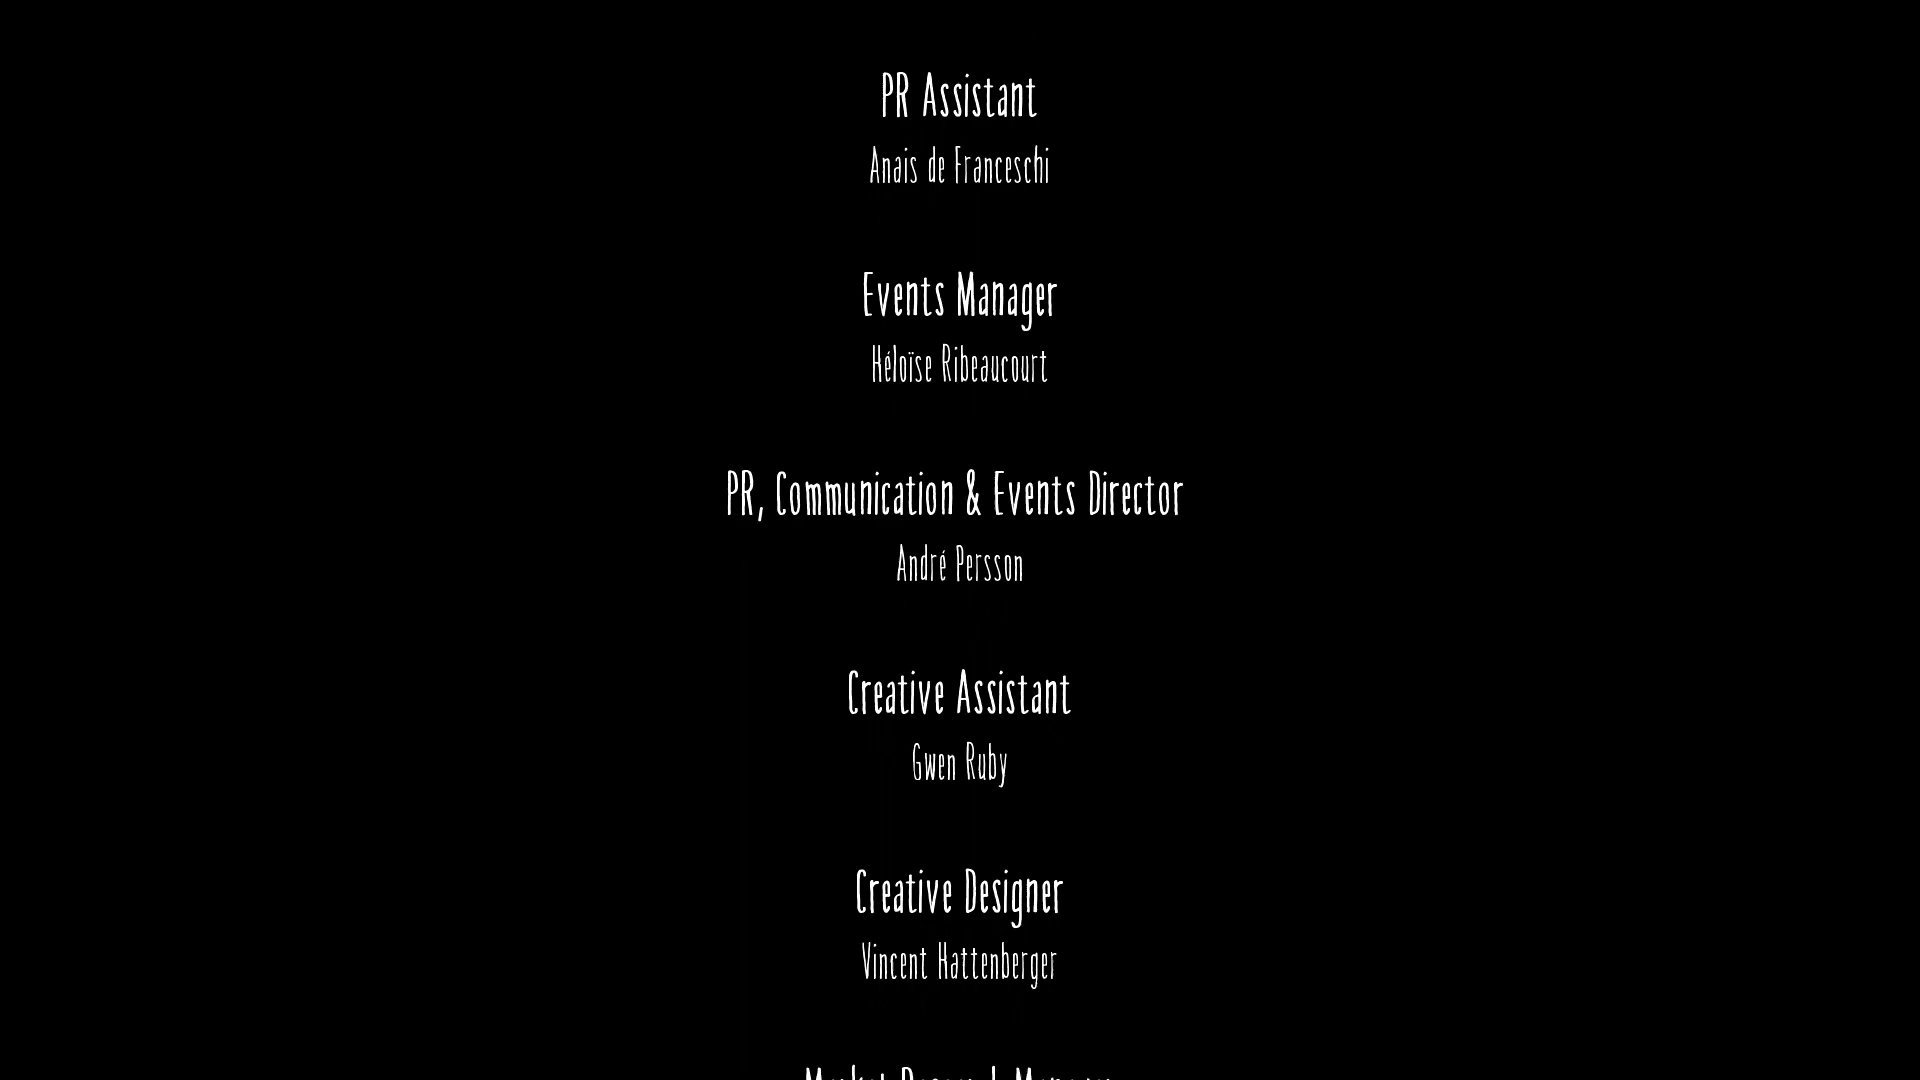 PR Assistant
Anais de Franceschi
Events Manager
Héloïse Ribeaucourt
PR, Communication & Events Director
André Persson
Creative Assistant
Gwen Ruby
Creative Designer
Vincent Hattenberger